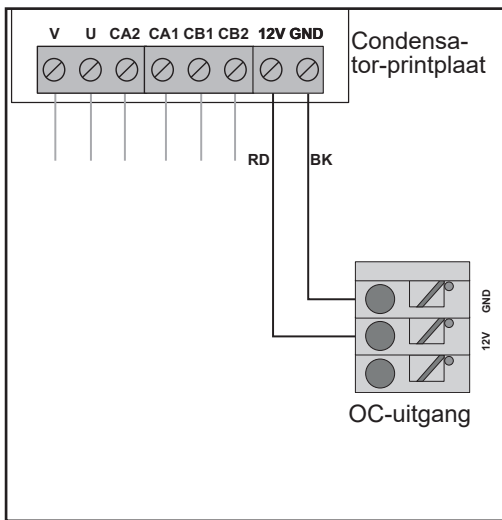 V U CA2 CA1 CB1 CB2 12V GND
Condensa-
tor-printplaat
RD BK
GND
12V
OC-uitgang